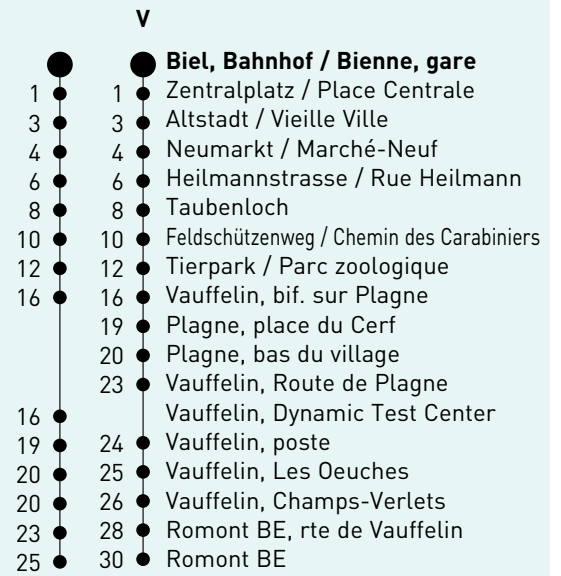 V
Biel, Bahnhof / Bienne, gare
1 1 Zentralplatz / Place Centrale
3 3 Altstadt / Vieille Ville
4 4 Neumarkt / Marché-Neuf
6 6 Heilmannstrasse / Rue Heilmann
8 8 Taubenloch
10 10 Feldschützenweg / Chemin des Carabiniers
12 12 Tierpark / Parc zoologique
16 16 Vauffelin, bif. sur Plagne
19 Plagne, place du Cerf
20 Plagne, bas du village
23 Vauffelin, Route de Plagne
16 Vauffelin, Dynamic Test Center
19 24 Vauffelin, poste
20 25 Vauffelin, Les Oeuches
20 26 Vauffelin, Champs-Verlets
23 28 Romont BE, rte de Vauffelin
25 30 Romont BE